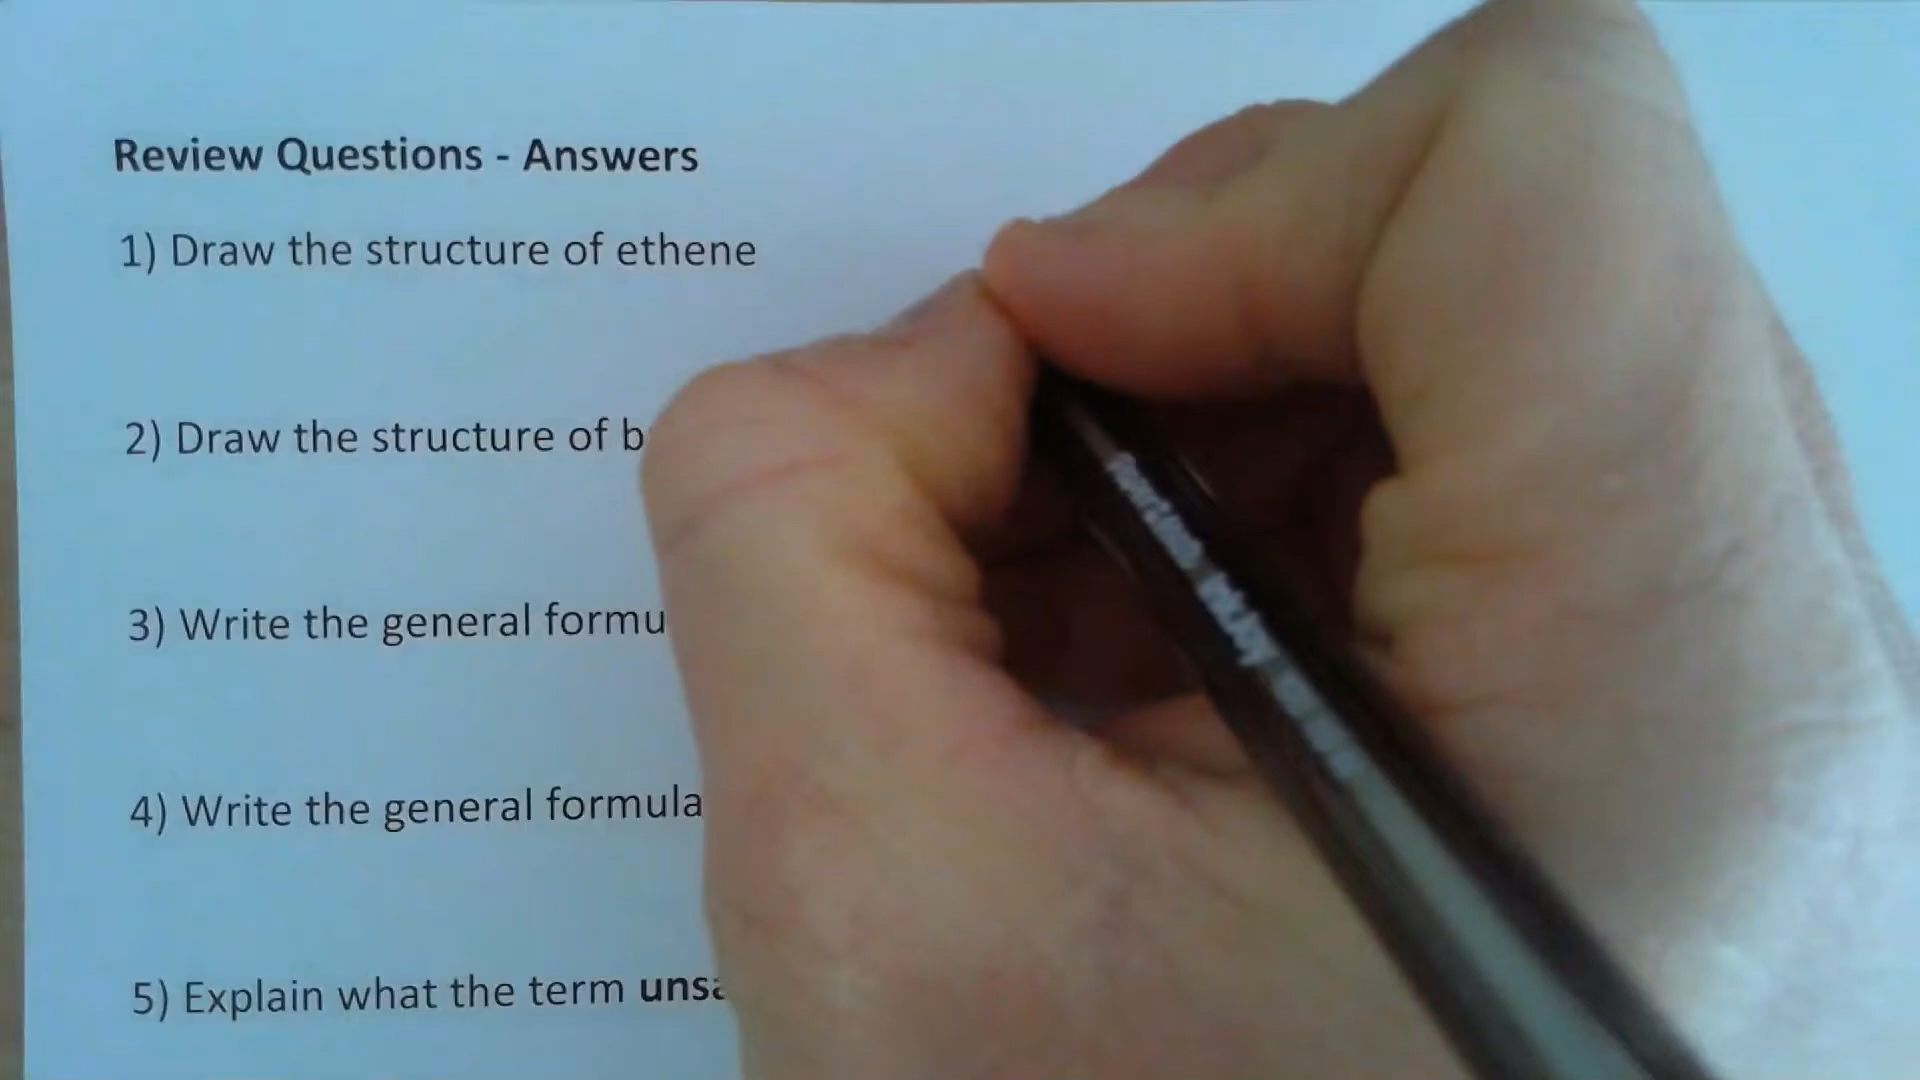 Review Questions - Answers
1) Draw the structure of ethene
2) Draw the structure of b
3) Write the general formu
4) Write the general formula
5) Explain what the term unsa